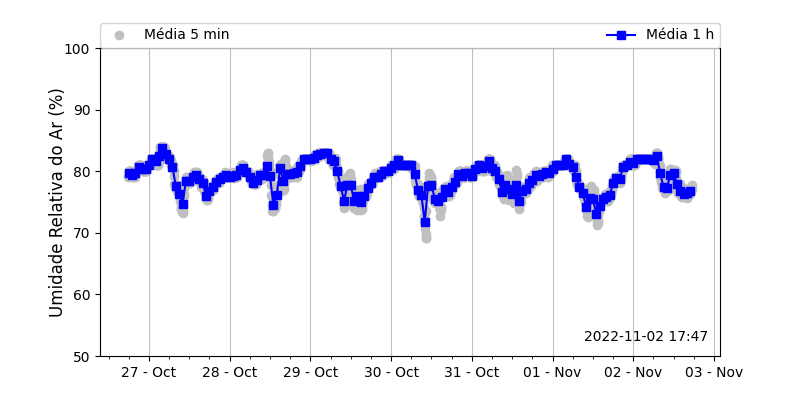 Média 5 min
Média 1 h
Umidade Relativa do Ar (%)
100
90
80
70
60
50
2022-11-02 17:47
27 - Oct
28 - Oct
29 - Oct
30 - Oct
31 - Oct
01 - Nov
02 - Nov
03 - Nov